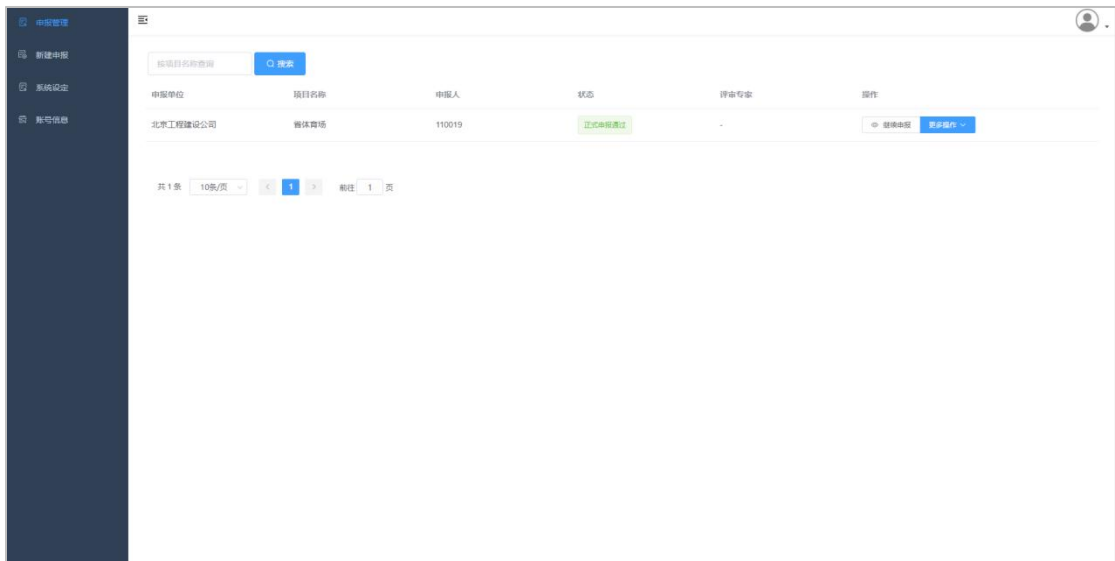 申报管理
新建申报
系统设定
账号信息
按项目名称查询 搜索
申报单位 项目名称 申报人 状态 评审专家 操作
北京工程建设公司 省体育场 110019 正式申报通过 - 继续申报 更多操作
共 1 条 10条/页 1 前往 1 页